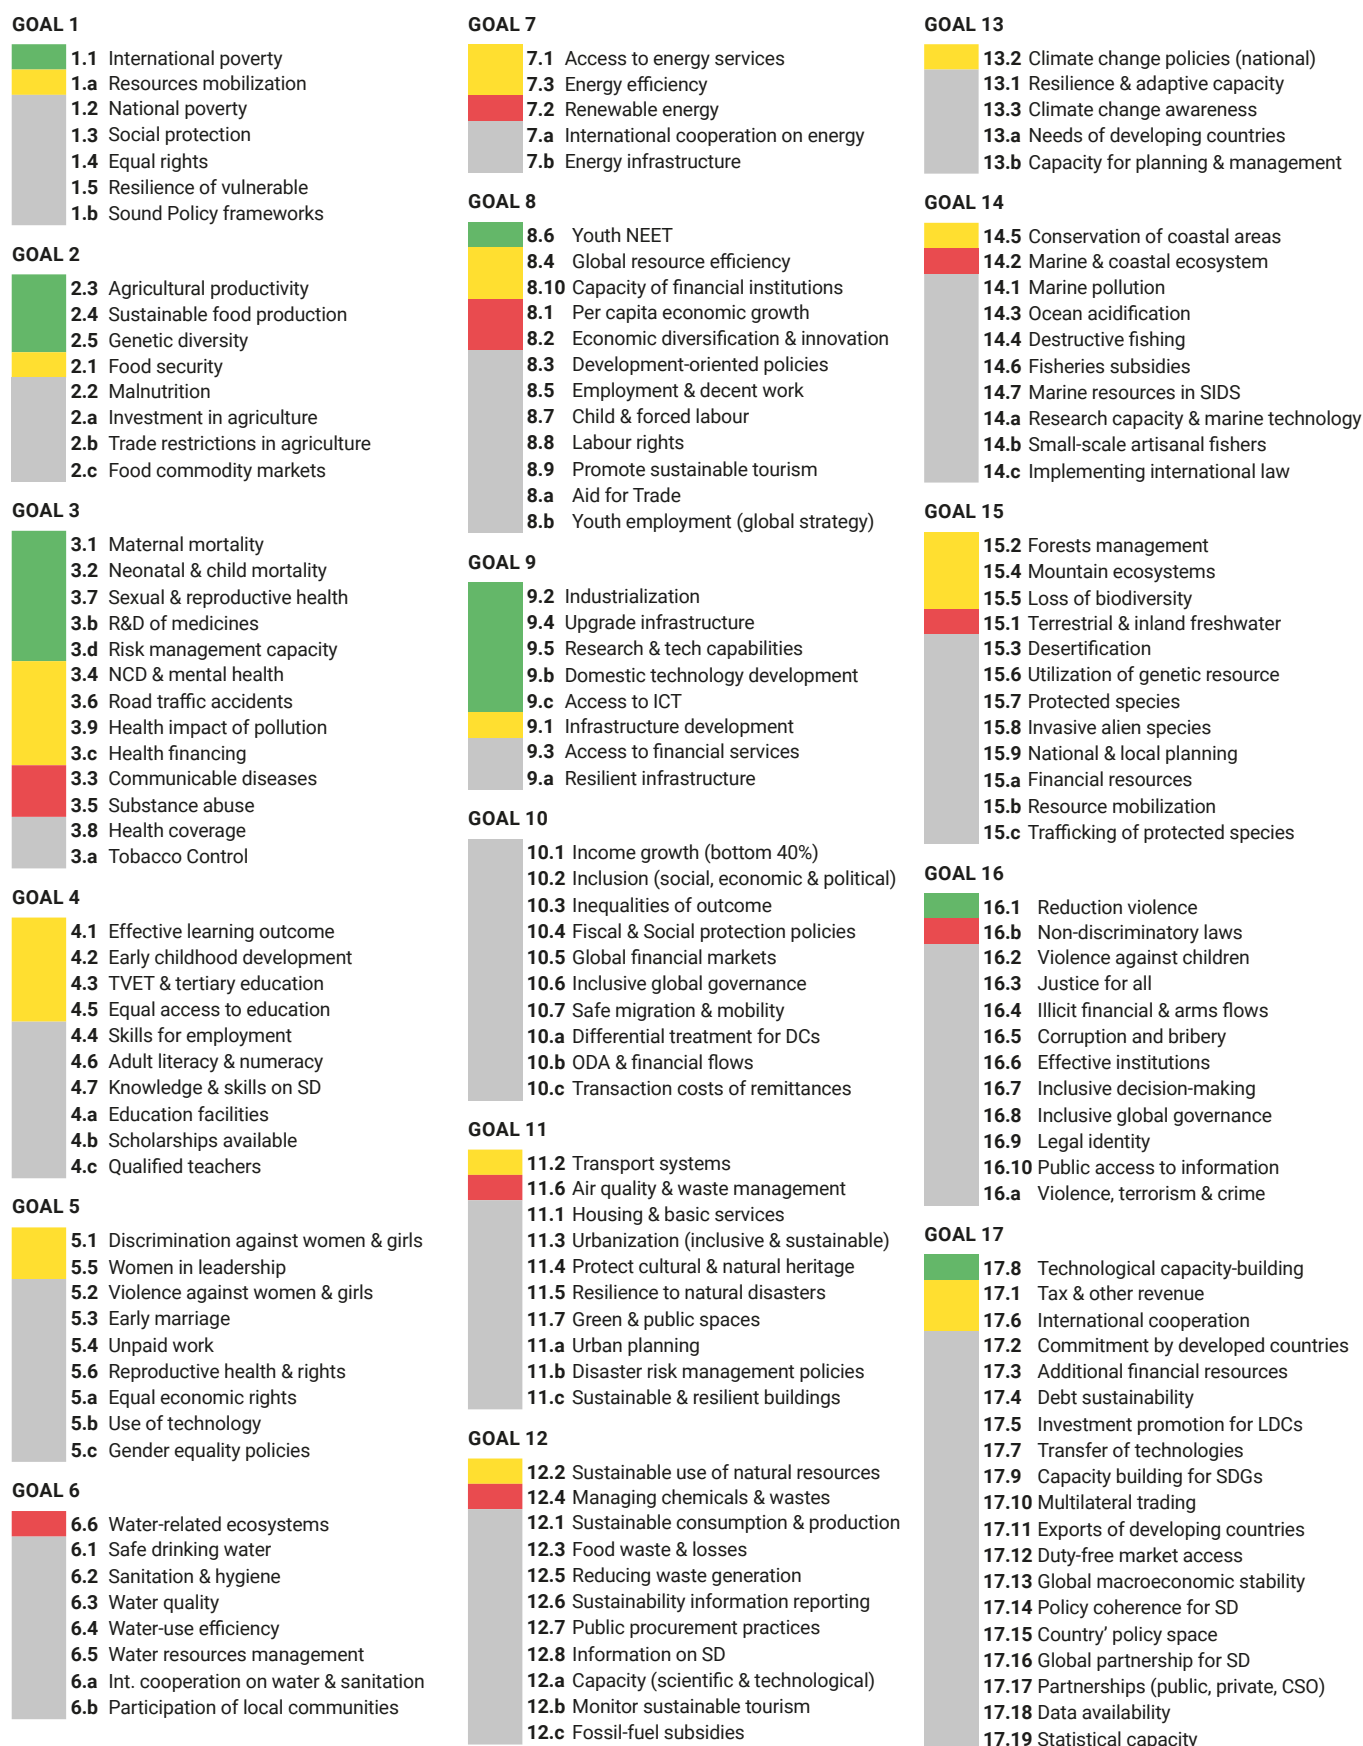 GOAL 1
1.1 International poverty
1.a Resources mobilization
1.2 National poverty
1.3 Social protection
1.4 Equal rights
1.5 Resilience of vulnerable
1.b Sound Policy frameworks
GOAL 2
2.3 Agricultural productivity
2.4 Sustainable food production
2.5 Genetic diversity
2.1 Food security
2.2 Malnutrition
2.a Investment in agriculture
2.b Trade restrictions in agriculture
2.c Food commodity markets
GOAL 3
3.1 Maternal mortality
3.2 Neonatal & child mortality
3.7 Sexual & reproductive health
3.b R&D of medicines
3.d Risk management capacity
3.4 NCD & mental health
3.6 Road traffic accidents
3.9 Health impact of pollution
3.c Health financing
3.3 Communicable diseases
3.5 Substance abuse
3.8 Health coverage
3.a Tobacco Control
GOAL 4
4.1 Effective learning outcome
4.2 Early childhood development
4.3 TVET & tertiary education
4.5 Equal access to education
4.4 Skills for employment
4.6 Adult literacy & numeracy
4.7 Knowledge & skills on SD
4.a Education facilities
4.b Scholarships available
4.c Qualified teachers
GOAL 5
5.1 Discrimination against women & girls
5.5 Women in leadership
5.2 Violence against women & girls
5.3 Early marriage
5.4 Unpaid work
5.6 Reproductive health & rights
5.a Equal economic rights
5.b Use of technology
5.c Gender equality policies
GOAL 6
6.6 Water-related ecosystems
6.1 Safe drinking water
6.2 Sanitation & hygiene
6.3 Water quality
6.4 Water-use efficiency
6.5 Water resources management
6.a Int. cooperation on water & sanitation
6.b Participation of local communities
GOAL 7
7.1 Access to energy services
7.3 Energy efficiency
7.2 Renewable energy
7.a International cooperation on energy
7.b Energy infrastructure
GOAL 8
8.6 Youth NEET
8.4 Global resource efficiency
8.10 Capacity of financial institutions
8.1 Per capita economic growth
8.2 Economic diversification & innovation
8.3 Development-oriented policies
8.5 Employment & decent work
8.7 Child & forced labour
8.8 Labour rights
8.9 Promote sustainable tourism
8.a Aid for Trade
8.b Youth employment (global strategy)
GOAL 9
9.2 Industrialization
9.4 Upgrade infrastructure
9.5 Research & tech capabilities
9.b Domestic technology development
9.c Access to ICT
9.1 Infrastructure development
9.3 Access to financial services
9.a Resilient infrastructure
GOAL 10
10.1 Income growth (bottom 40%)
10.2 Inclusion (social, economic & political)
10.3 Inequalities of outcome
10.4 Fiscal & Social protection policies
10.5 Global financial markets
10.6 Inclusive global governance
10.7 Safe migration & mobility
10.a Differential treatment for DCs
10.b ODA & financial flows
10.c Transaction costs of remittances
GOAL 11
11.2 Transport systems
11.6 Air quality & waste management
11.1 Housing & basic services
11.3 Urbanization (inclusive & sustainable)
11.4 Protect cultural & natural heritage
11.5 Resilience to natural disasters
11.7 Green & public spaces
11.a Urban planning
11.b Disaster risk management policies
11.c Sustainable & resilient buildings
GOAL 12
12.2 Sustainable use of natural resources
12.4 Managing chemicals & wastes
12.1 Sustainable consumption & production
12.3 Food waste & losses
12.5 Reducing waste generation
12.6 Sustainability information reporting
12.7 Public procurement practices
12.8 Information on SD
12.a Capacity (scientific & technological)
12.b Monitor sustainable tourism
12.c Fossil-fuel subsidies
GOAL 13
13.2 Climate change policies (national)
13.1 Resilience & adaptive capacity
13.3 Climate change awareness
13.a Needs of developing countries
13.b Capacity for planning & management
GOAL 14
14.5 Conservation of coastal areas
14.2 Marine & coastal ecosystem
14.1 Marine pollution
14.3 Ocean acidification
14.4 Destructive fishing
14.6 Fisheries subsidies
14.7 Marine resources in SIDS
14.a Research capacity & marine technology
14.b Small-scale artisanal fishers
14.c Implementing international law
GOAL 15
15.2 Forests management
15.4 Mountain ecosystems
15.5 Loss of biodiversity
15.1 Terrestrial & inland freshwater
15.3 Desertification
15.6 Utilization of genetic resource
15.7 Protected species
15.8 Invasive alien species
15.9 National & local planning
15.a Financial resources
15.b Resource mobilization
15.c Trafficking of protected species
GOAL 16
16.1 Reduction violence
16.b Non-discriminatory laws
16.2 Violence against children
16.3 Justice for all
16.4 Illicit financial & arms flows
16.5 Corruption and bribery
16.6 Effective institutions
16.7 Inclusive decision-making
16.8 Inclusive global governance
16.9 Legal identity
16.10 Public access to information
16.a Violence, terrorism & crime
GOAL 17
17.8 Technological capacity-building
17.1 Tax & other revenue
17.6 International cooperation
17.2 Commitment by developed countries
17.3 Additional financial resources
17.4 Debt sustainability
17.5 Investment promotion for LDCs
17.7 Transfer of technologies
17.9 Capacity building for SDGs
17.10 Multilateral trading
17.11 Exports of developing countries
17.12 Duty-free market access
17.13 Global macroeconomic stability
17.14 Policy coherence for SD
17.15 Country' policy space
17.16 Global partnership for SD
17.17 Partnerships (public, private, CSO)
17.18 Data availability
17.19 Statistical capacity